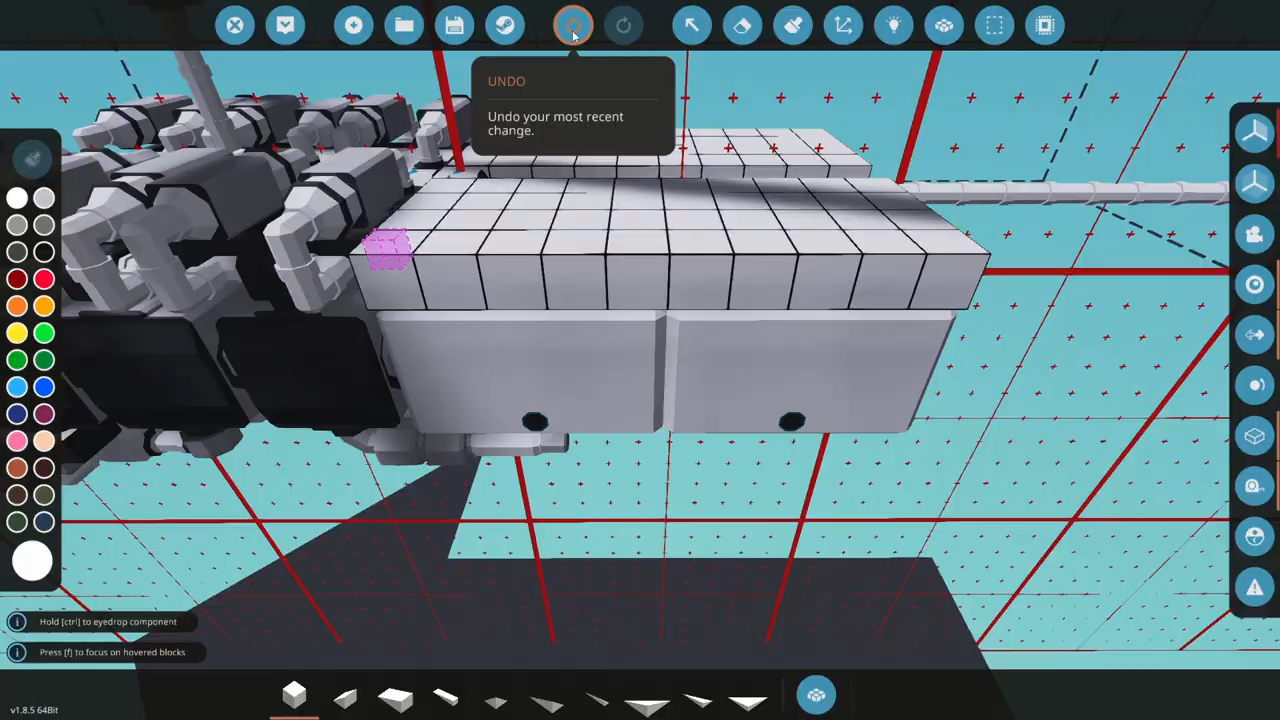 UNDO
Undo your most recent
change.
Hold [ctrl] to eyedrop component
Press [f] to focus on hovered blocks
v1.8.5 64Bit